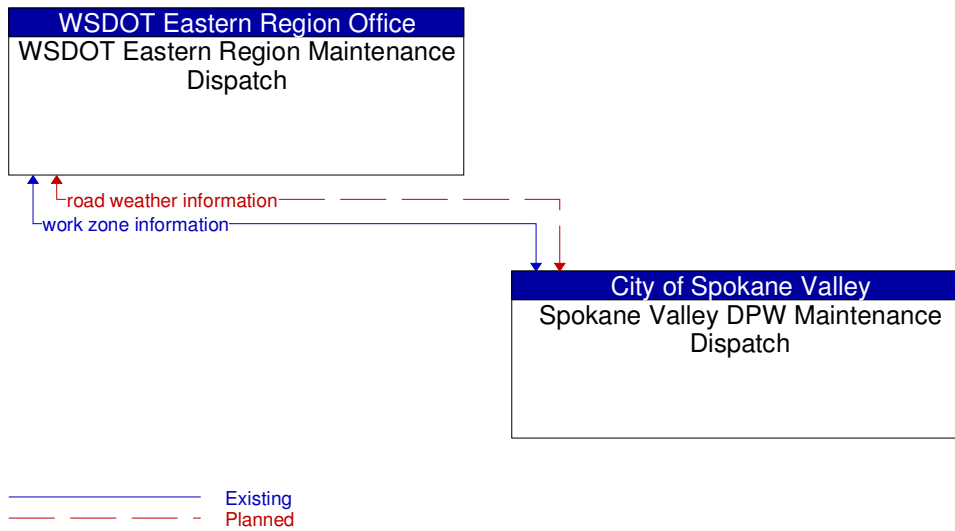 WSDOT Eastern Region Office
WSDOT Eastern Region Maintenance
Dispatch
road weather information
work zone information
City of Spokane Valley
Spokane Valley DPW Maintenance
Dispatch
Existing
Planned